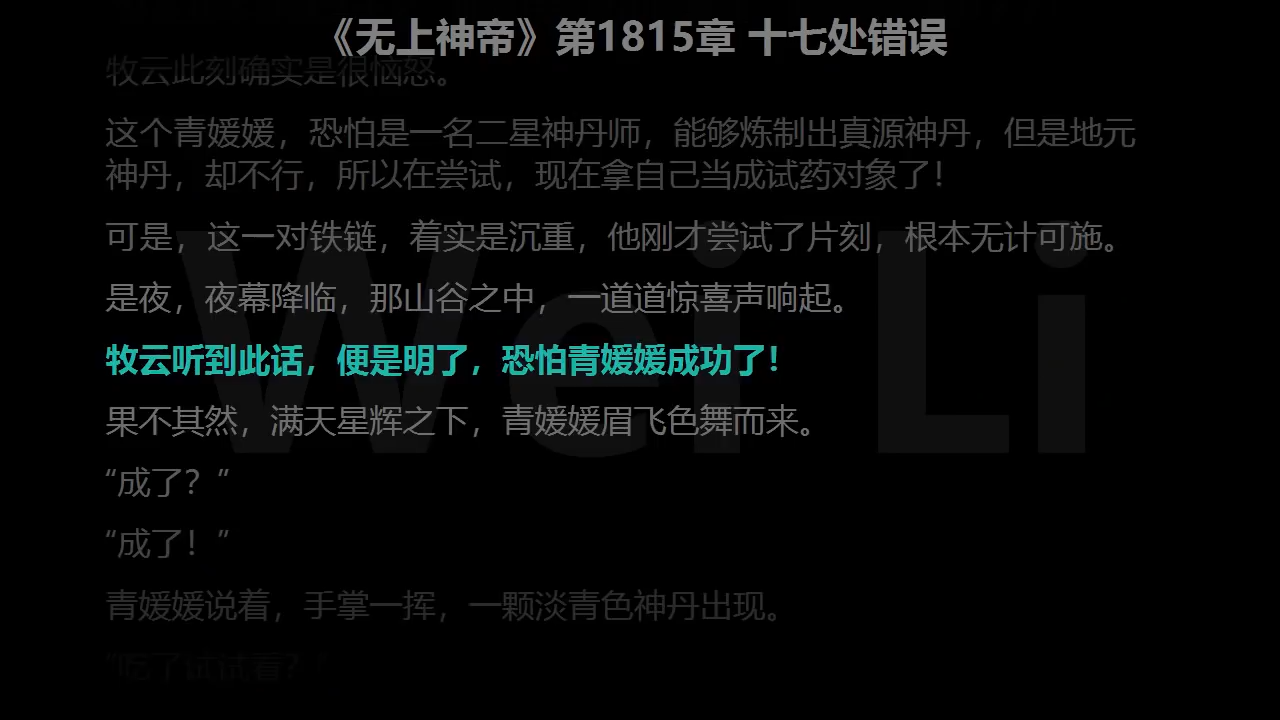 《无上神帝》第1815章 十七处错误
牧云此刻确实是很恼怒。
这个青媛媛，恐怕是一名二星神丹师，能够炼制出真源神丹，但是地元
神丹，却不行，所以在尝试，现在拿自己当成试药对象了！
可是，这一对铁链，着实是沉重，他刚才尝试了片刻，根本无计可施。
是夜，夜幕降临，那山谷之中，一道道惊喜声响起。
牧云听到此话，便是明了，恐怕青媛媛成功了！
果不其然，满天星辉之下，青媛媛眉飞色舞而来。
“成了？”
“成了！”
青媛媛说着，手掌一挥，一颗淡青色神丹出现。
“吃了试试看？”
Wei Li